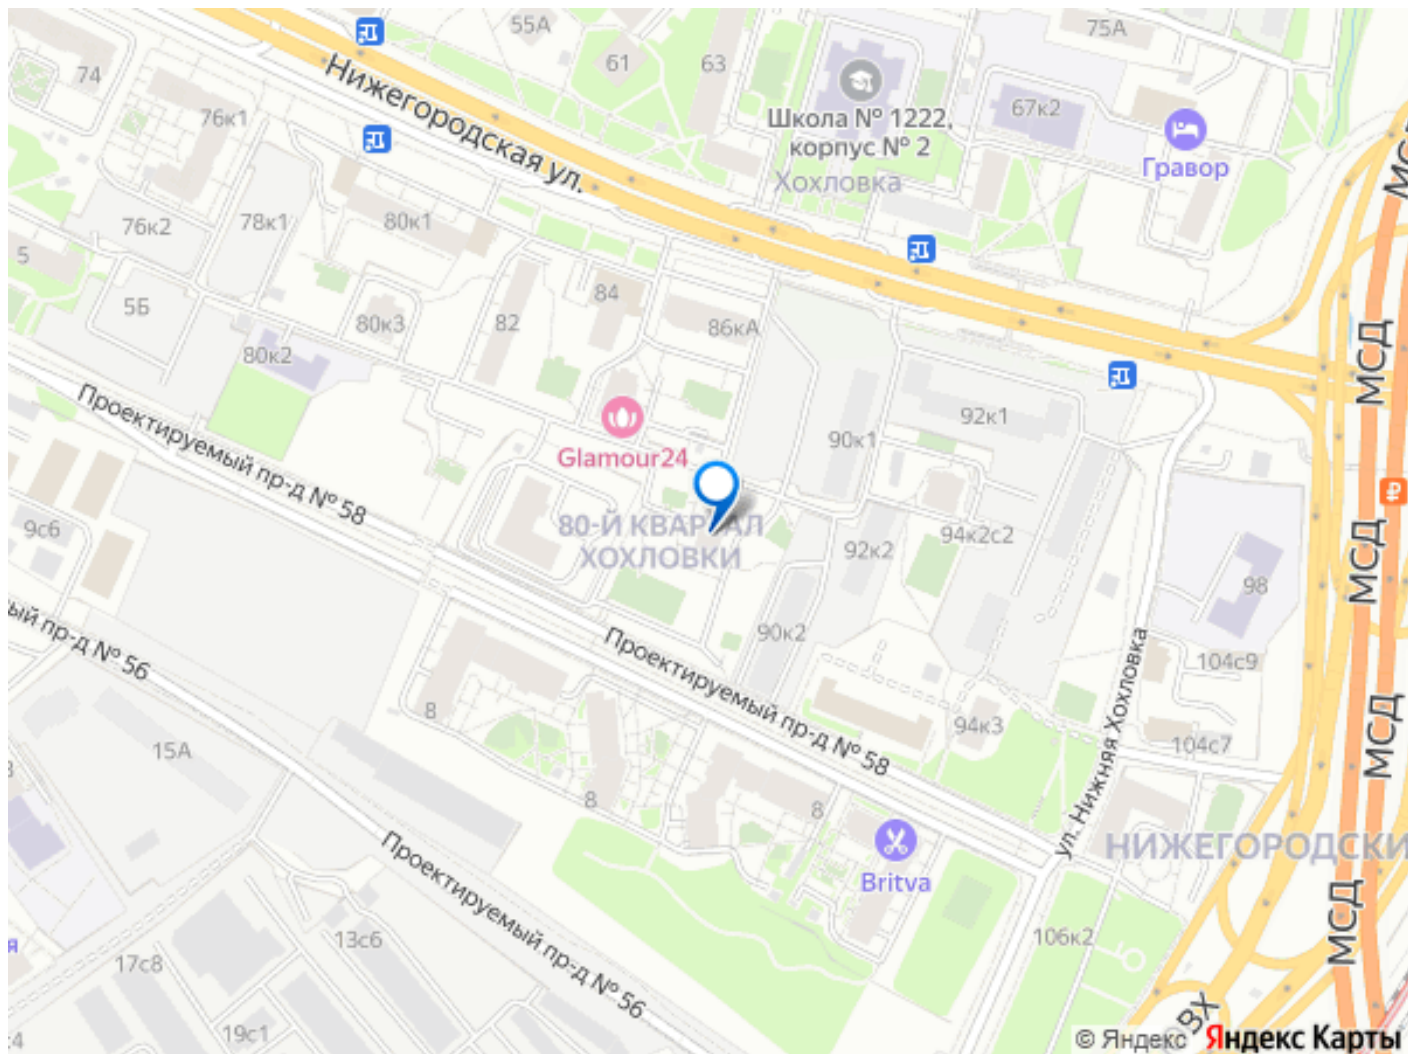 55А
75А
61
63
74
Нижегородская ул.
76к1
67к2
Школа № 1222,
корпус № 2
Гравор
Хохловка
МС
76к2
78к1
80к1
5
84
5Б
80к3
82
86кА
80к2
МСД
Проектируемый пр-д № 58
90к1
92к1
Glamour24
9с6
80-Й КВАРТАЛ
ХОХЛОВКИ
92к2
94к2с2
МСД
98
ый пр-д № 56
90к2
Проектируемый пр-д № 58
ул. Нижняя Хохловка
104с9
8
94к3
МСД
15А
104с7
8
8
Britva
НИЖЕГОРОДСКИ
Проектируемый пр-д № 56
МСД
13с6
106к2
я
17с8
19с1
:4
ВХ
© Яндекс Яндекс Карты